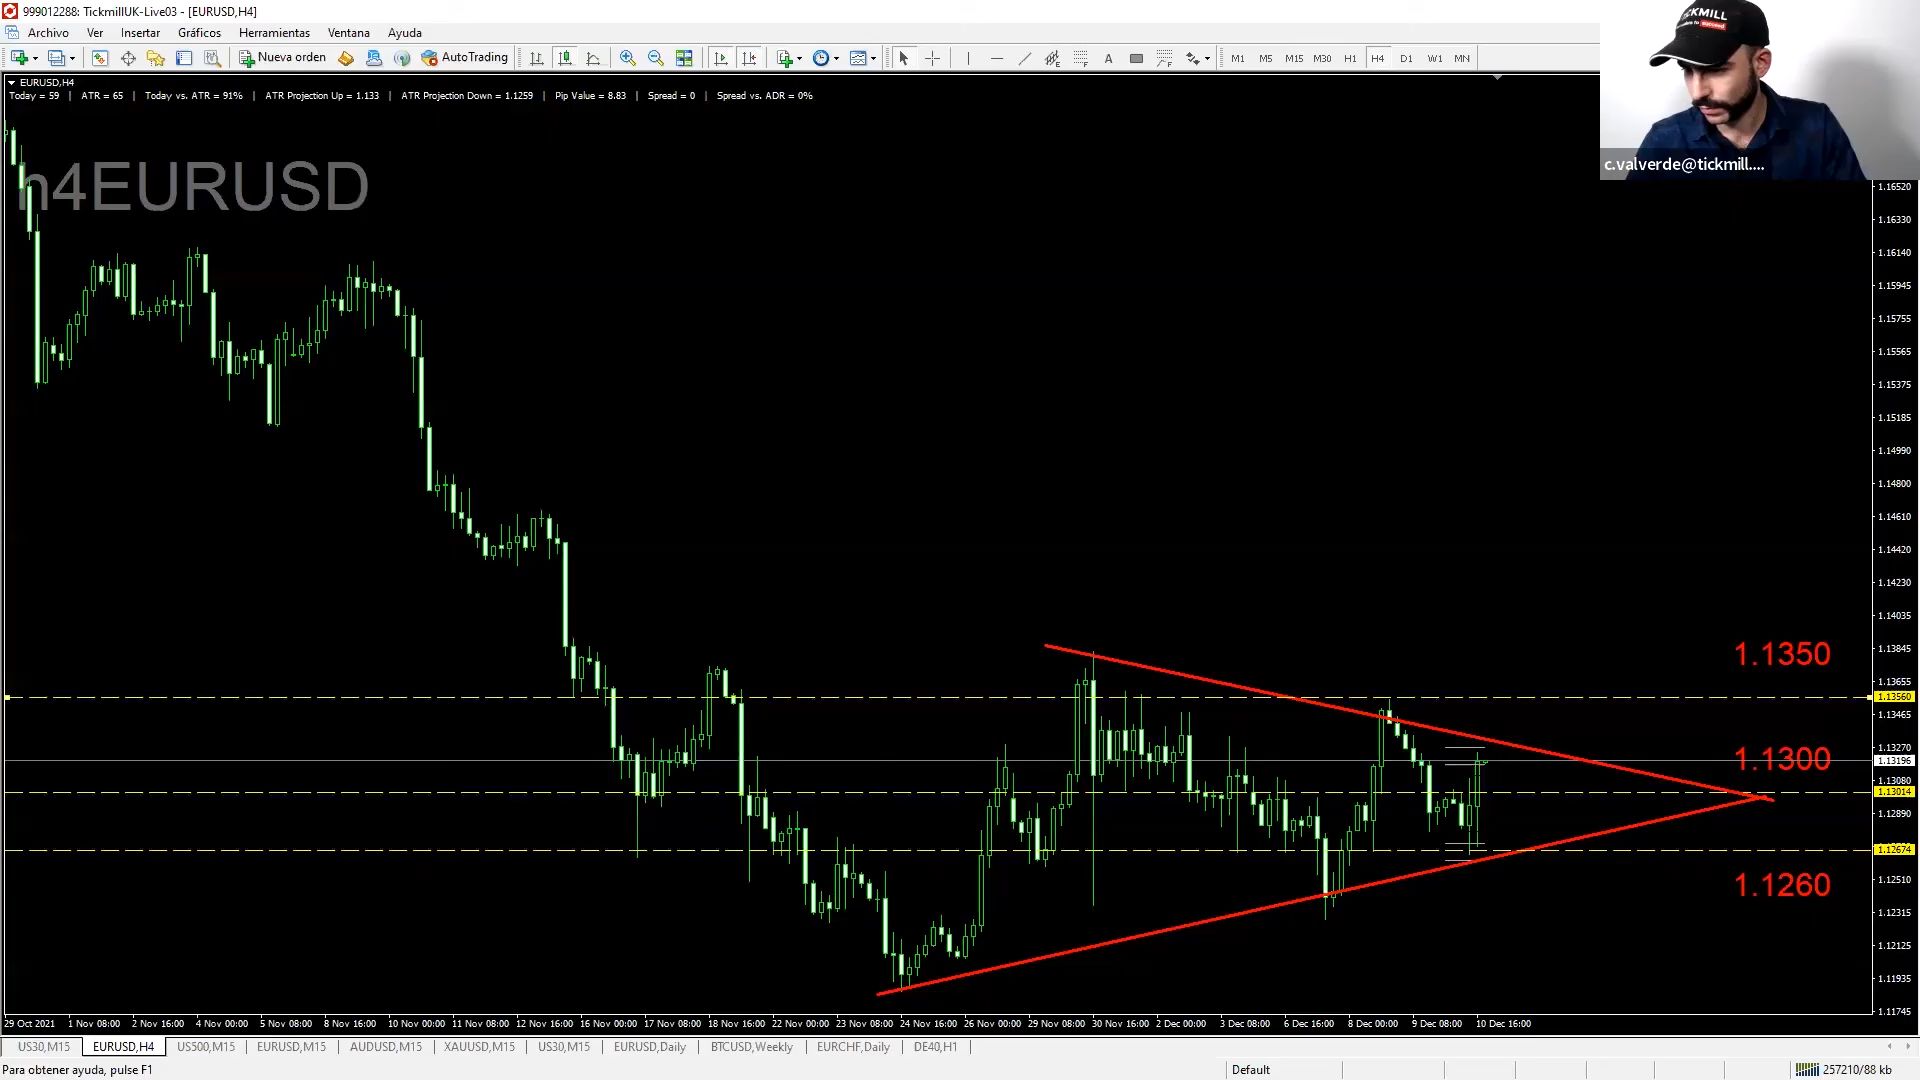 999012288: TickmillUK-Live03 - [EURUSD,H4]
Archivo Ver Insertar Gráficos Herramientas Ventana Ayuda
Nueva orden AutoTrading M1 M5 M15 M30 H1 H4 D1 W1 MN
EURUSD,H4
Today = 59 | ATR = 65 | Today vs. ATR = 91% | ATR Projection Up = 1.133 | ATR Projection Down = 1.1259 | Pip Value = 8.83 | Spread = 0 | Spread vs. ADR = 0%
TICKMILL
c.valverde@tickmill....
h4EURUSD
1.16520
1.16330
1.16140
1.15945
1.15755
1.15565
1.15375
1.15185
1.14990
1.14800
1.14610
1.14420
1.14230
1.14035
1.13845
1.1350
1.13655
1.13560
1.13465
1.13270
1.1300
1.13196
1.13080
1.13014
1.12890
1.12674
1.1260
1.12510
1.12315
1.12125
1.11935
1.11745
29 Oct 2021 1 Nov 08:00 2 Nov 16:00 4 Nov 00:00 5 Nov 08:00 8 Nov 16:00 10 Nov 00:00 11 Nov 08:00 12 Nov 16:00 16 Nov 00:00 17 Nov 08:00 18 Nov 16:00 22 Nov 00:00 23 Nov 08:00 24 Nov 16:00 26 Nov 00:00 29 Nov 08:00 30 Nov 16:00 2 Dec 00:00 3 Dec 08:00 6 Dec 16:00 8 Dec 00:00 9 Dec 08:00 10 Dec 16:00
US30,M15 EURUSD,H4 US500,M15 EURUSD,M15 AUDUSD,M15 XAUUSD,M15 US30,M15 EURUSD,Daily BTCUSD,Weekly EURCHF,Daily DE40,H1
Para obtener ayuda, pulse F1 Default 257210/88 kb